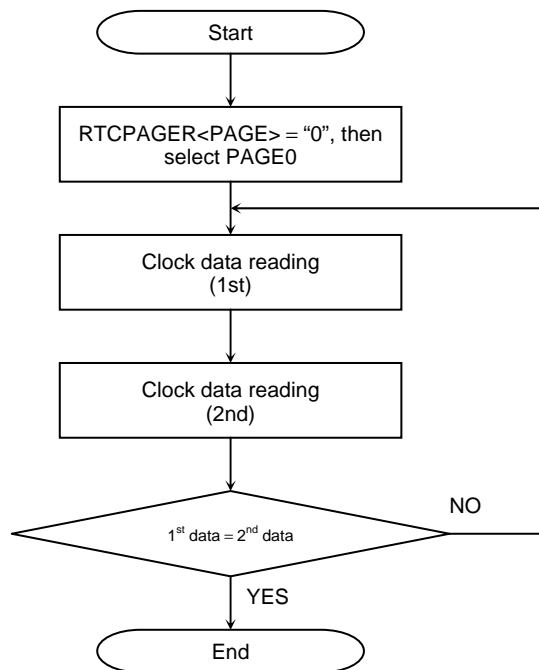 Start
RTCPAGER<PAGE> = “0”, then
select PAGE0
Clock data reading
(1st)
Clock data reading
(2nd)
1st data = 2nd data
NO
YES
End